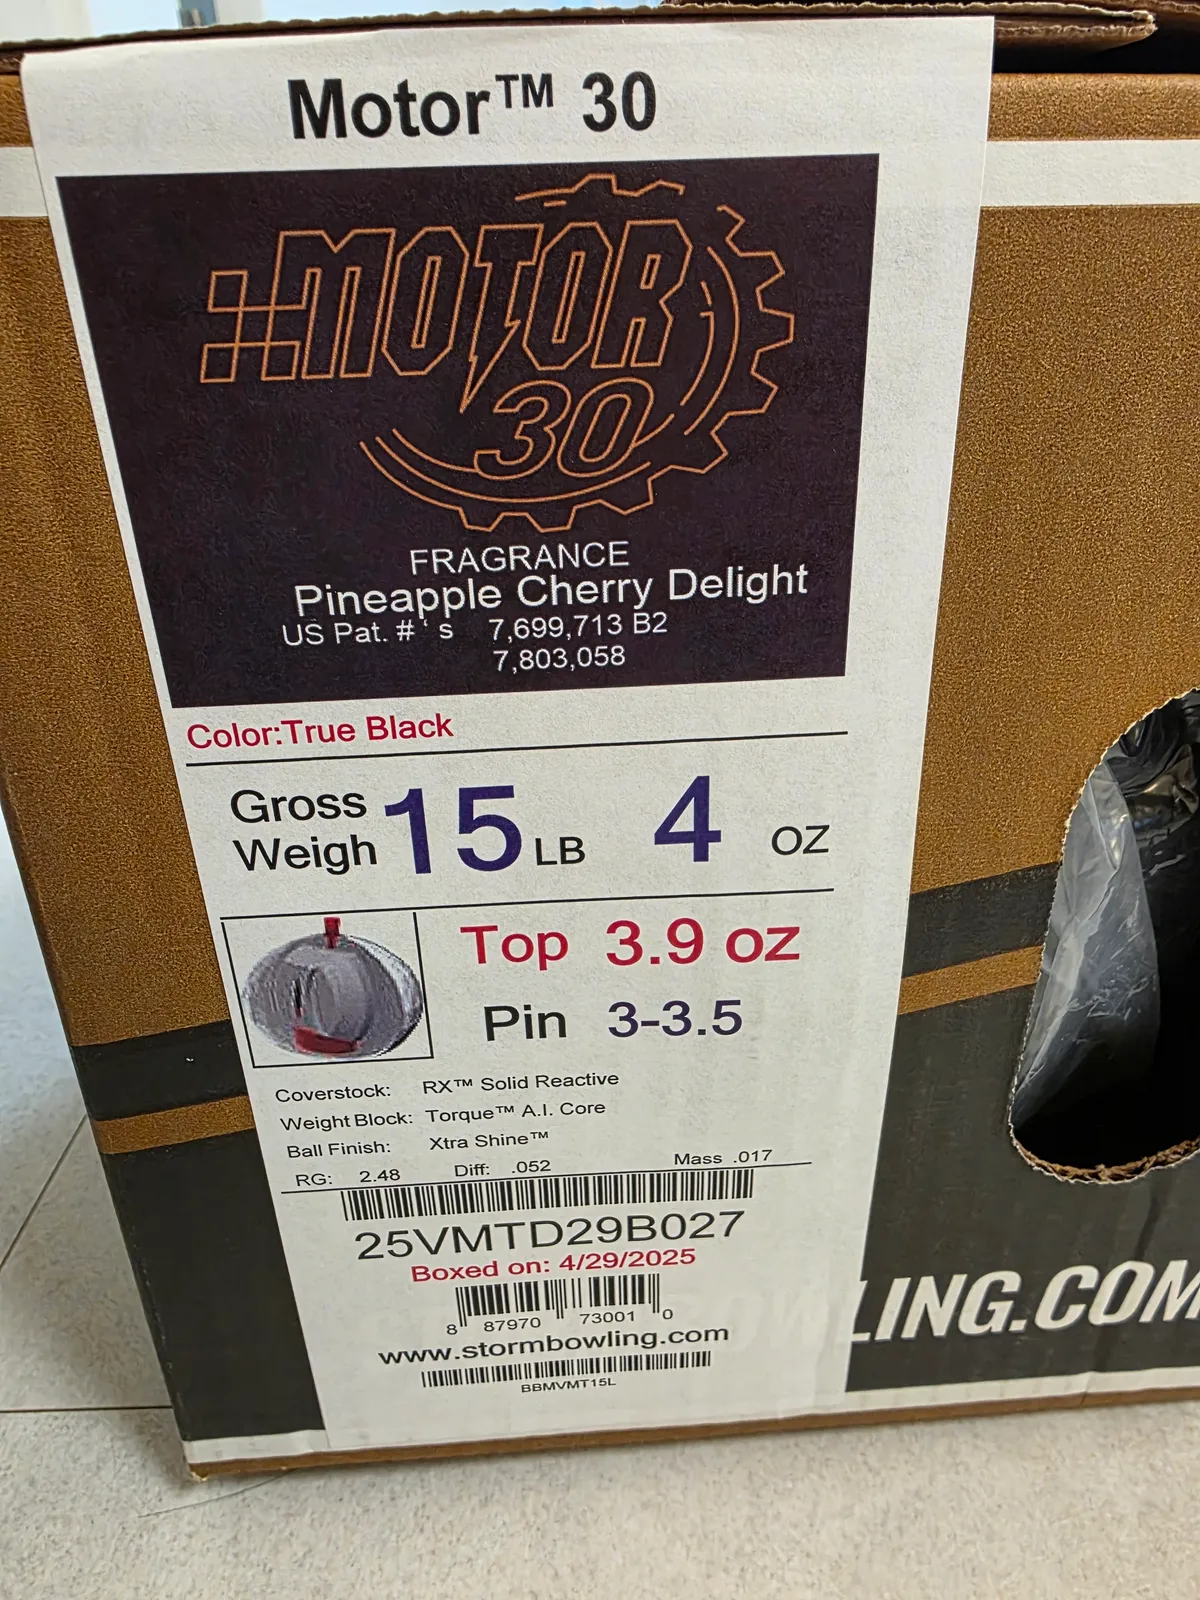 Motor™ 30
MOTOR
30
FRAGRANCE
Pineapple Cherry Delight
US Pat. #'s 7,699,713 B2
7,803,058
Color:True Black
Gross Weigh 15 LB 4 OZ
Top 3.9 oz
Pin 3-3.5
Coverstock: RX™ Solid Reactive
Weight Block: Torque™ A.I. Core
Ball Finish: Xtra Shine™
RG: 2.48 Diff: .052 Mass .017
25VMTD29B027
Boxed on: 4/29/2025
8 87970 73001 0
www.stormbowling.com
BBMVMT15L
LING.COM